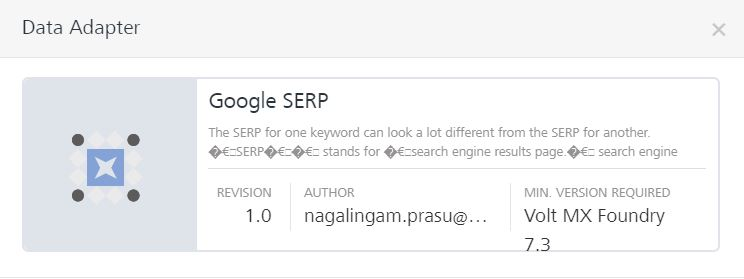 Data Adapter
Google SERP
The SERP for one keyword can look a lot different from the SERP for another.
�€□SERP�€□�€□ stands for �€□search engine results page.�€□ search engine
REVISION
1.0
AUTHOR
nagalingam.prasu@...
MIN. VERSION REQUIRED
Volt MX Foundry
7.3